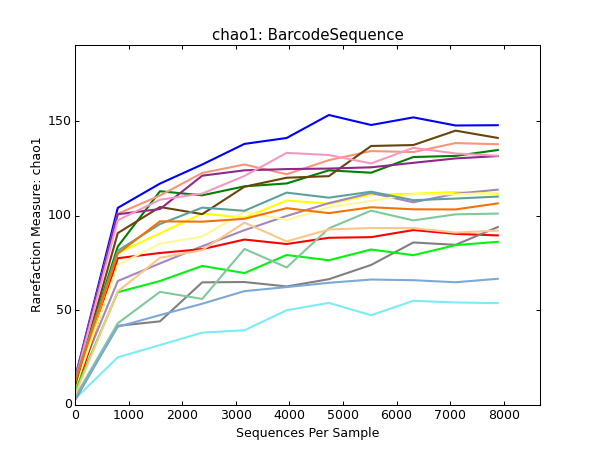 chao1: BarcodeSequence
Rarefaction Measure: chao1
150
100
50
0
0 1000 2000 3000 4000 5000 6000 7000 8000
Sequences Per Sample